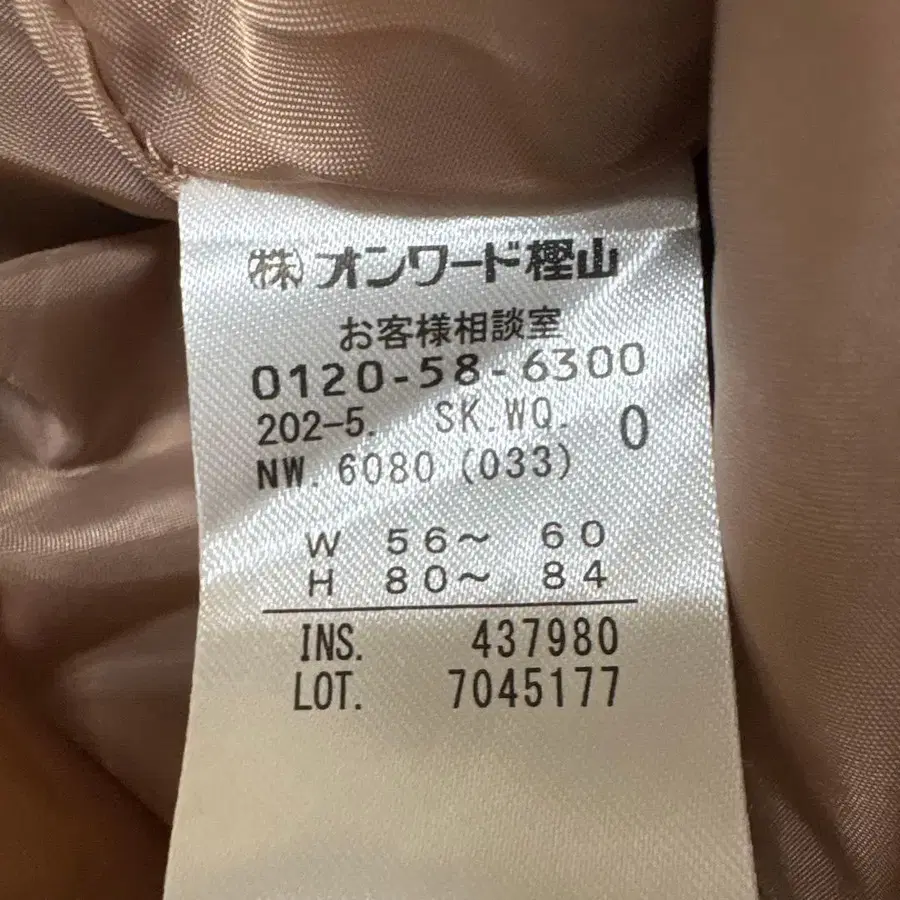 ㈱オンワード樫山
お客様相談室
0120-58-6300
202-5. SK.WQ. 0
NW. 6080 (033)
W 56〜 60
H 80〜 84
INS. 437980
LOT. 7045177